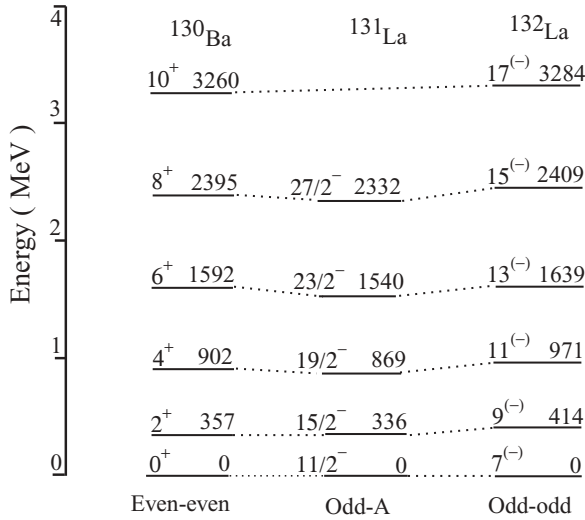 4
3
2
1
0
Energy ( MeV )
¹³⁰Ba ¹³¹La ¹³²La
10⁺ 3260 17⁽⁻⁾ 3284
8⁺ 2395 27/2⁻ 2332 15⁽⁻⁾ 2409
6⁺ 1592 23/2⁻ 1540 13⁽⁻⁾ 1639
4⁺ 902 19/2⁻ 869 11⁽⁻⁾ 971
2⁺ 357 15/2⁻ 336 9⁽⁻⁾ 414
0⁺ 0 11/2⁻ 0 7⁽⁻⁾ 0
Even-even Odd-A Odd-odd